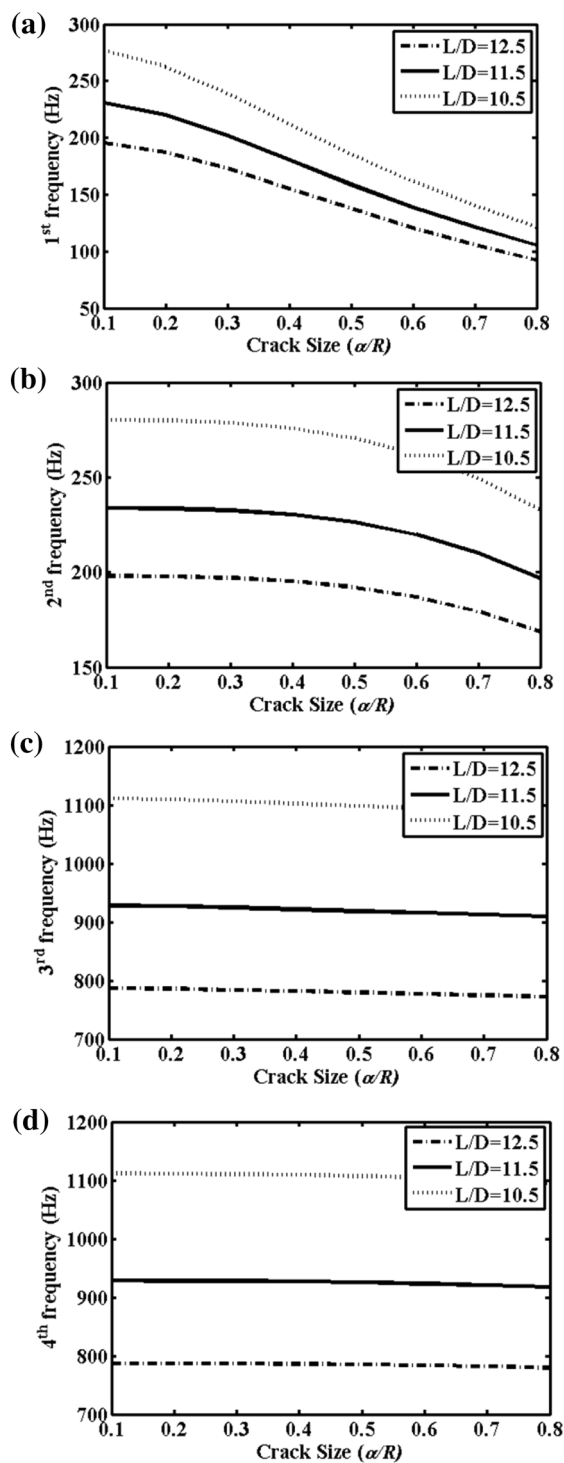 (a)
300
250
200
150
100
50
1st frequency (Hz)
L/D=12.5
L/D=11.5
L/D=10.5
0.1 0.2 0.3 0.4 0.5 0.6 0.7 0.8
Crack Size (α/R)
(b)
300
250
200
150
2nd frequency (Hz)
L/D=12.5
L/D=11.5
L/D=10.5
0.1 0.2 0.3 0.4 0.5 0.6 0.7 0.8
Crack Size (α/R)
(c)
1200
1100
1000
900
800
700
3rd frequency (Hz)
L/D=12.5
L/D=11.5
L/D=10.5
0.1 0.2 0.3 0.4 0.5 0.6 0.7 0.8
Crack Size (α/R)
(d)
1200
1100
1000
900
800
700
4th frequency (Hz)
L/D=12.5
L/D=11.5
L/D=10.5
0.1 0.2 0.3 0.4 0.5 0.6 0.7 0.8
Crack Size (α/R)